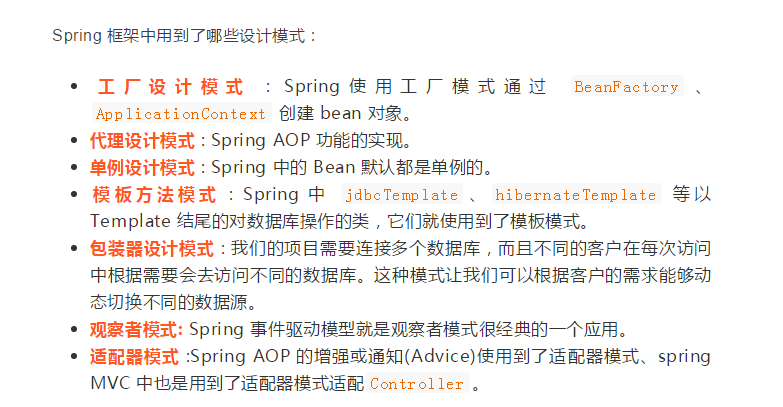 Spring 框架中用到了哪些设计模式：
• 工厂设计模式 : Spring 使用工厂模式通过 BeanFactory 、
ApplicationContext 创建 bean 对象。
• 代理设计模式 : Spring AOP 功能的实现。
• 单例设计模式 : Spring 中的 Bean 默认都是单例的。
• 模板方法模式 : Spring 中 jdbcTemplate 、 hibernateTemplate 等以
Template 结尾的对数据库操作的类，它们就使用到了模板模式。
• 包装器设计模式 : 我们的项目需要连接多个数据库，而且不同的客户在每次访问
中根据需要会去访问不同的数据库。这种模式让我们可以根据客户的需求能够动
态切换不同的数据源。
• 观察者模式: Spring 事件驱动模型就是观察者模式很经典的一个应用。
• 适配器模式 :Spring AOP 的增强或通知(Advice)使用到了适配器模式、spring
MVC 中也是用到了适配器模式适配 Controller 。